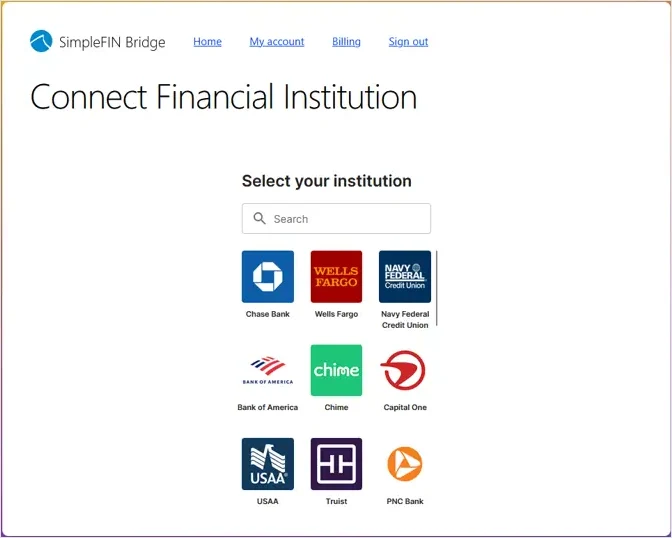 SimpleFIN Bridge Home My account Billing Sign out
Connect Financial Institution
Select your institution
Search
WELLS
FARGO
NAVY
FEDERAL
Credit Union
Chase Bank
Wells Fargo
Navy Federal
Credit Union
BANK OF AMERICA
chime
Bank of America
Chime
Capital One
USAA®
USAA
Truist
PNC Bank